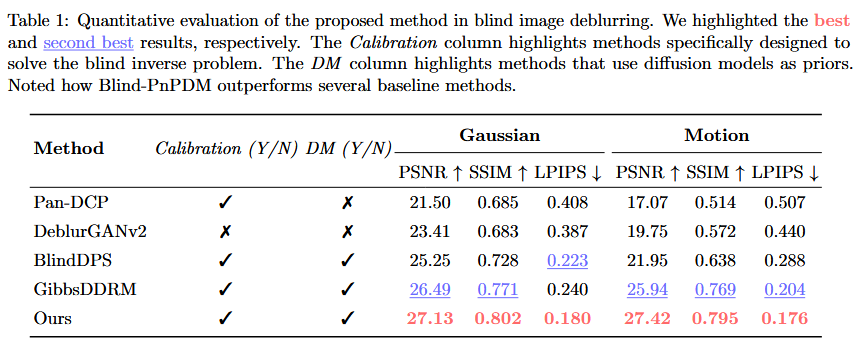 Table 1: Quantitative evaluation of the proposed method in blind image deblurring. We highlighted the best
and second best results, respectively. The Calibration column highlights methods specifically designed to
solve the blind inverse problem. The DM column highlights methods that use diffusion models as priors.
Noted how Blind-PnPDM outperforms several baseline methods.
Method Calibration (Y/N) DM (Y/N) Gaussian Motion
PSNR ↑ SSIM ↑ LPIPS ↓ PSNR ↑ SSIM ↑ LPIPS ↓
Pan-DCP ✓ ✗ 21.50 0.685 0.408 17.07 0.514 0.507
DeblurGANv2 ✗ ✗ 23.41 0.683 0.387 19.75 0.572 0.440
BlindDPS ✓ ✓ 25.25 0.728 0.223 21.95 0.638 0.288
GibbsDDRM ✓ ✓ 26.49 0.771 0.240 25.94 0.769 0.204
Ours ✓ ✓ 27.13 0.802 0.180 27.42 0.795 0.176